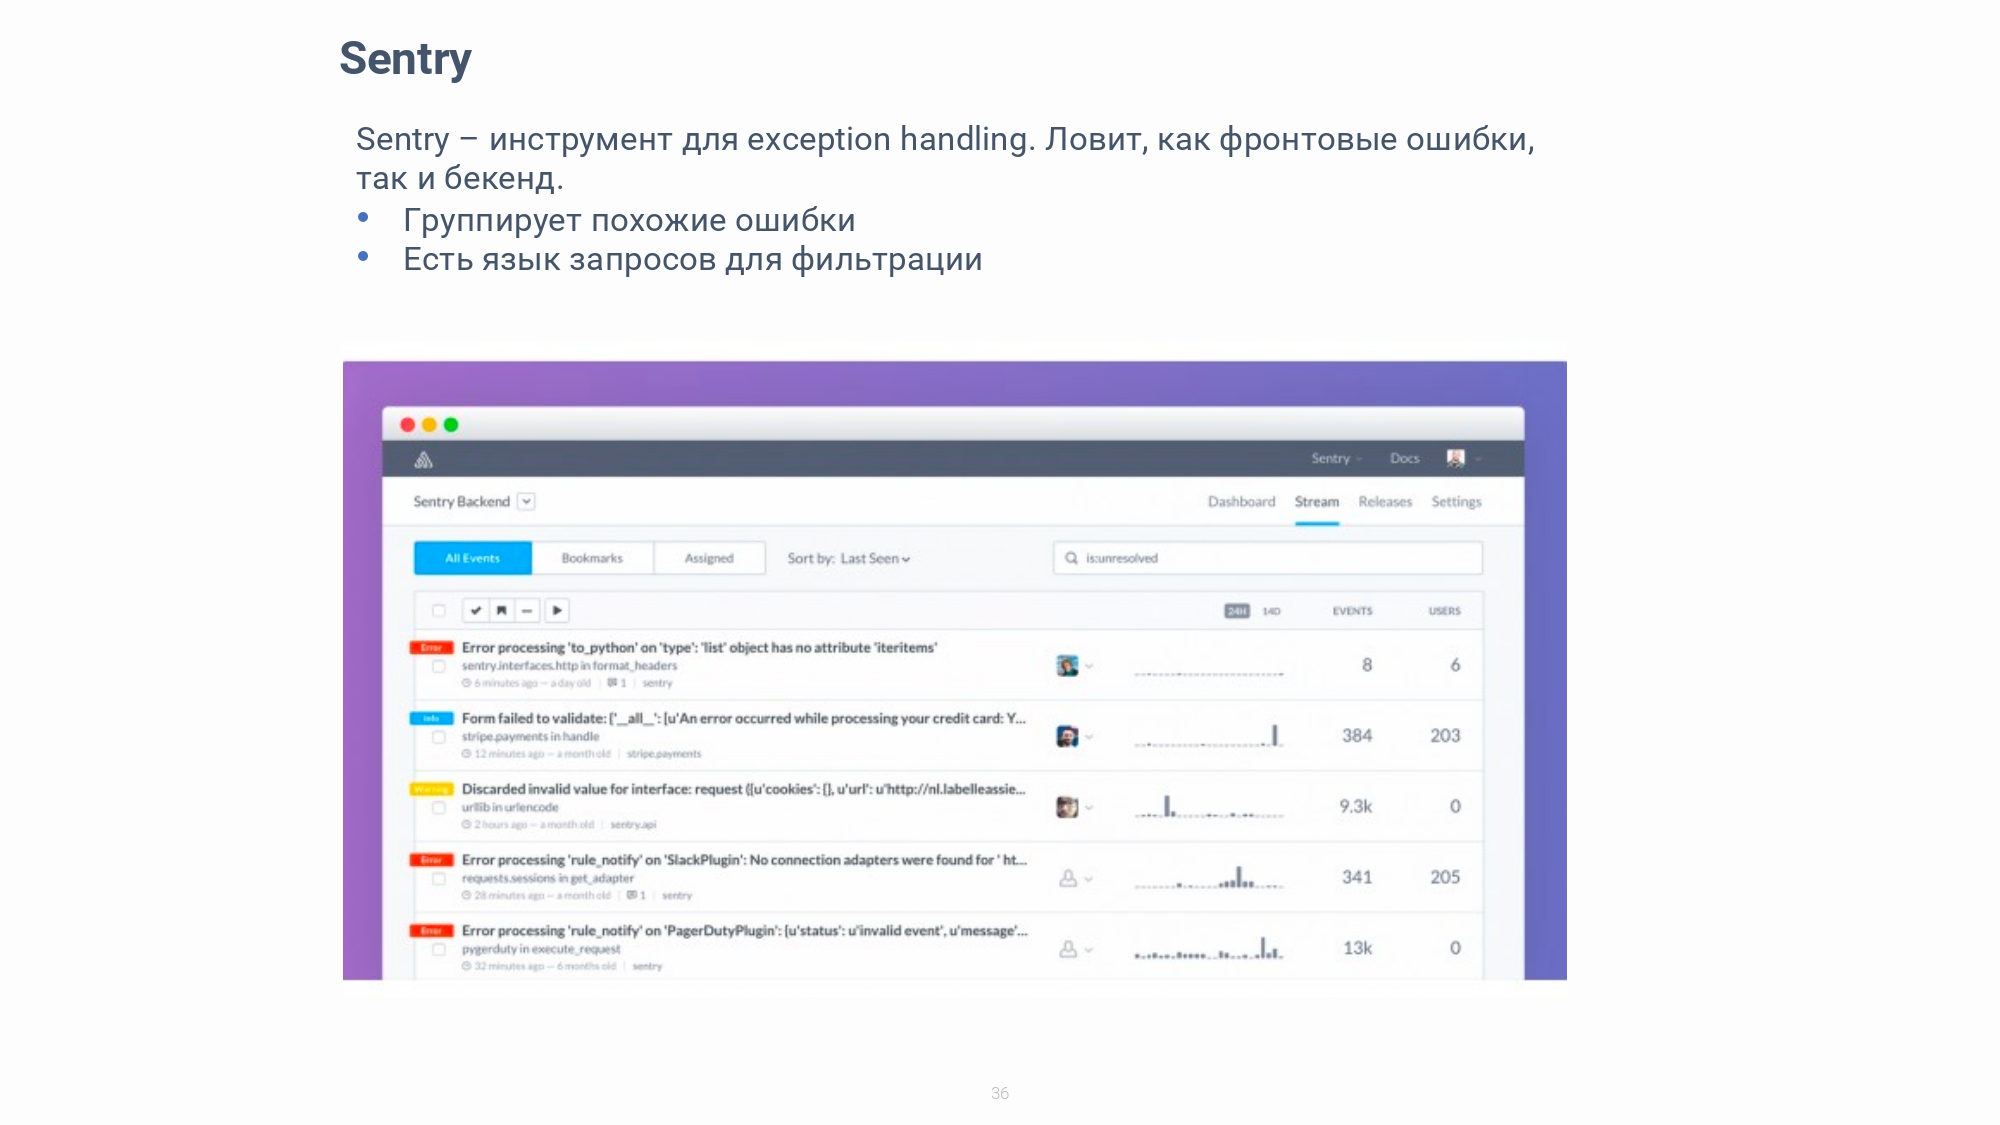 Sentry
Sentry – инструмент для exception handling. Ловит, как фронтовые ошибки,
так и бекенд.
• Группирует похожие ошибки
• Есть язык запросов для фильтрации
Sentry Docs
Sentry Backend Dashboard Stream Releases Settings
All Events Bookmarks Assigned Sort by: Last Seen is:unresolved
24H 14D EVENTS USERS
Error Error processing 'to_python' on 'type': 'list' object has no attribute 'iteritems'
sentry.interfaces.http in format_headers 8 6
6 minutes ago — a day old | 1 | sentry
Info Form failed to validate: {'__all__': [u'An error occurred while processing your credit card: Y...
stripe.payments in handle 384 203
12 minutes ago — a month old | stripe.payments
Warning Discarded invalid value for interface: request ({u'cookies': {}, u'url': u'http://nl.labelleassie...
urllib in urlencode 9.3k 0
2 hours ago — a month old | sentry.api
Error Error processing 'rule_notify' on 'SlackPlugin': No connection adapters were found for ' ht...
requests.sessions in get_adapter 341 205
28 minutes ago — a month old | 1 | sentry
Error Error processing 'rule_notify' on 'PagerDutyPlugin': {u'status': u'invalid event', u'message'...
pygerduty in execute_request 13k 0
32 minutes ago — 6 months old | sentry
36